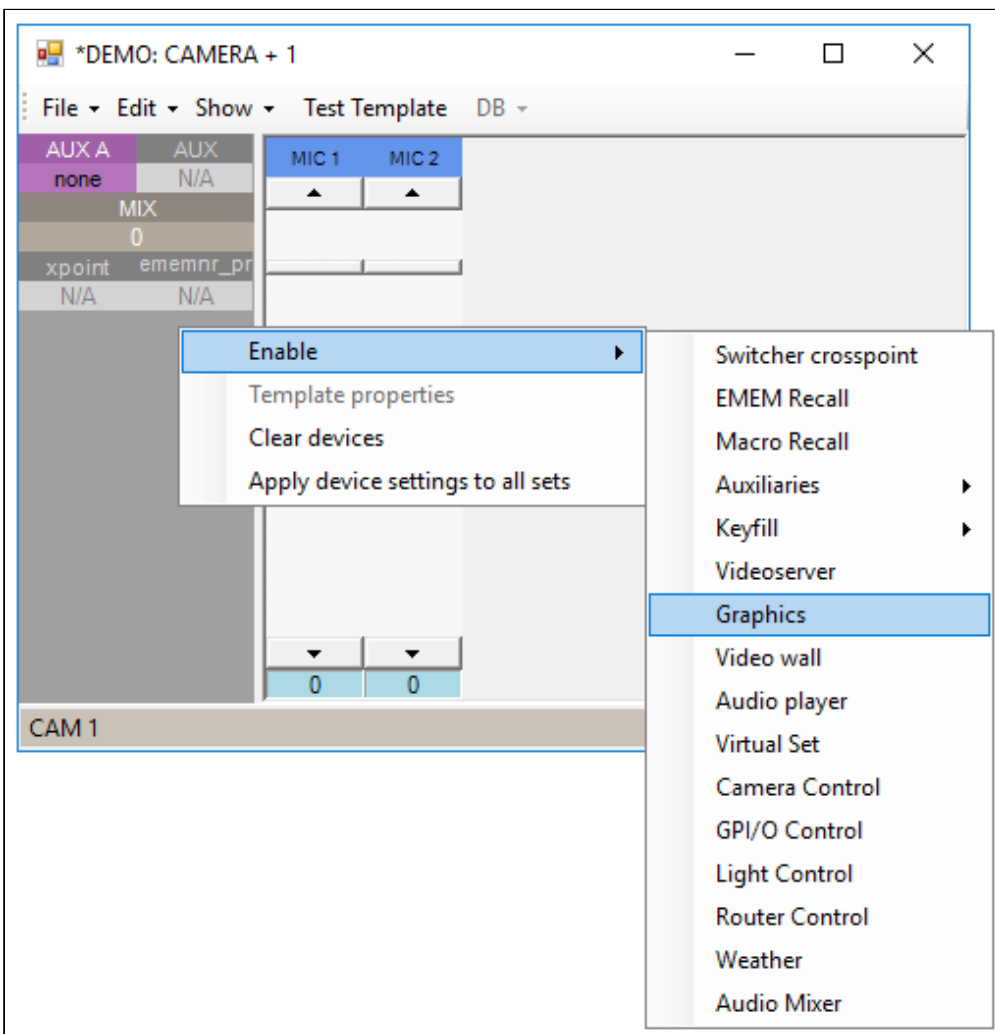 *DEMO: CAMERA + 1
File Edit Show Test Template DB
AUX A AUX MIC 1 MIC 2
none N/A
MIX
0
xpoint ememnr_pr
N/A N/A
Enable
Template properties
Clear devices
Apply device settings to all sets
Switcher crosspoint
EMEM Recall
Macro Recall
Auxiliaries
Keyfill
Videoserver
Graphics
Video wall
Audio player
Virtual Set
Camera Control
GPI/O Control
Light Control
Router Control
Weather
Audio Mixer
0 0
CAM 1